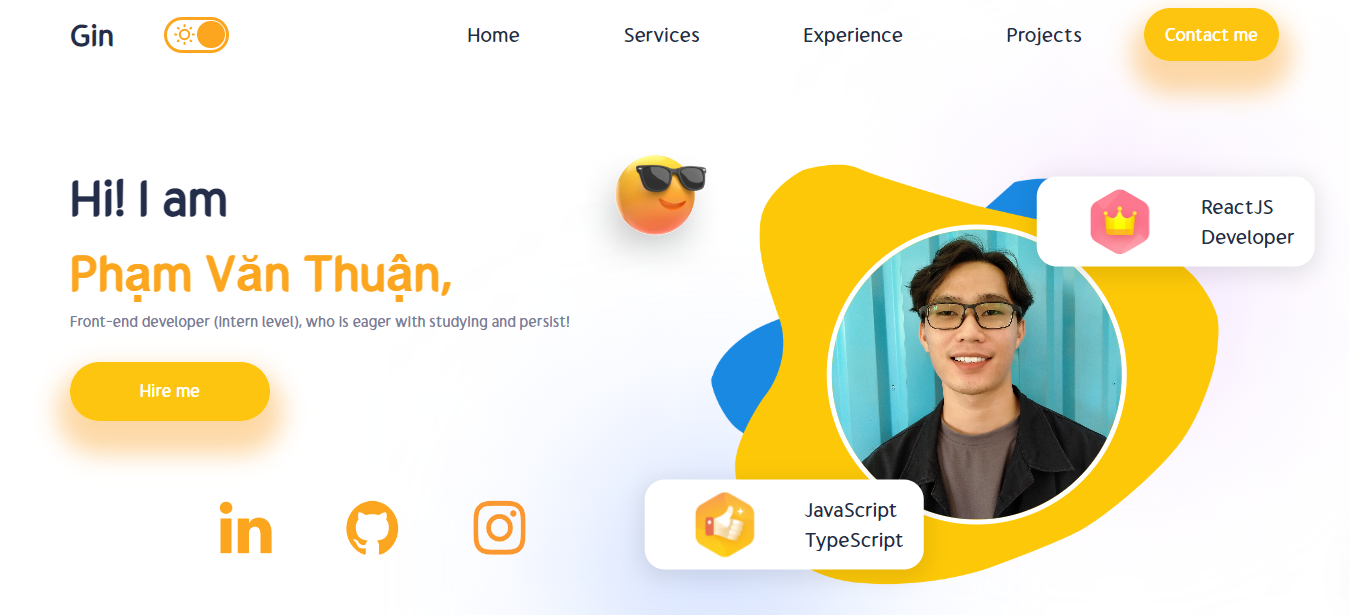 Gin
Home
Services
Experience
Projects
Contact me
Hi! I am
Phạm Văn Thuận,
Front-end developer (intern level), who is eager with studying and persist!
Hire me
in
ReactJS
Developer
JavaScript
TypeScript